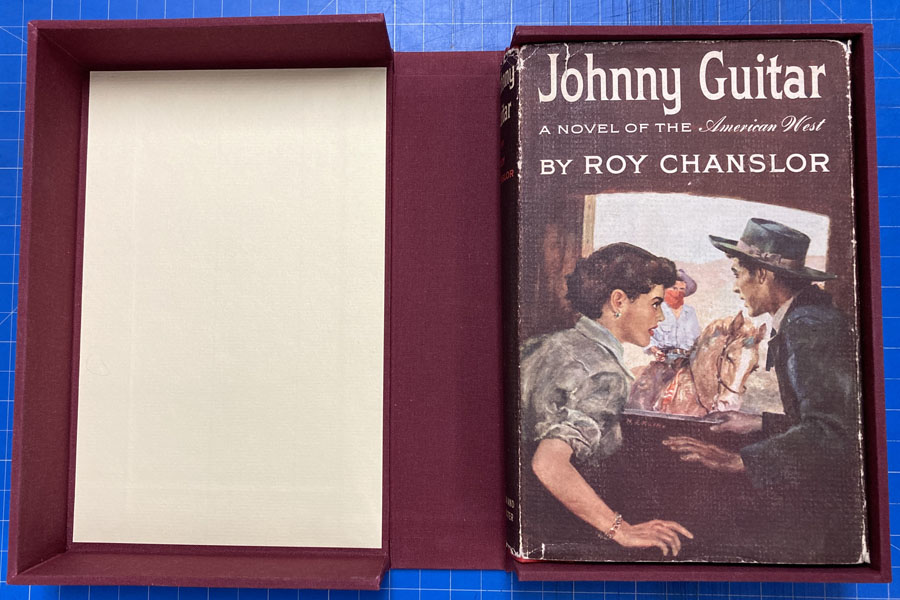 Johnny Guitar
A NOVEL OF THE American West
BY ROY CHANSLOR